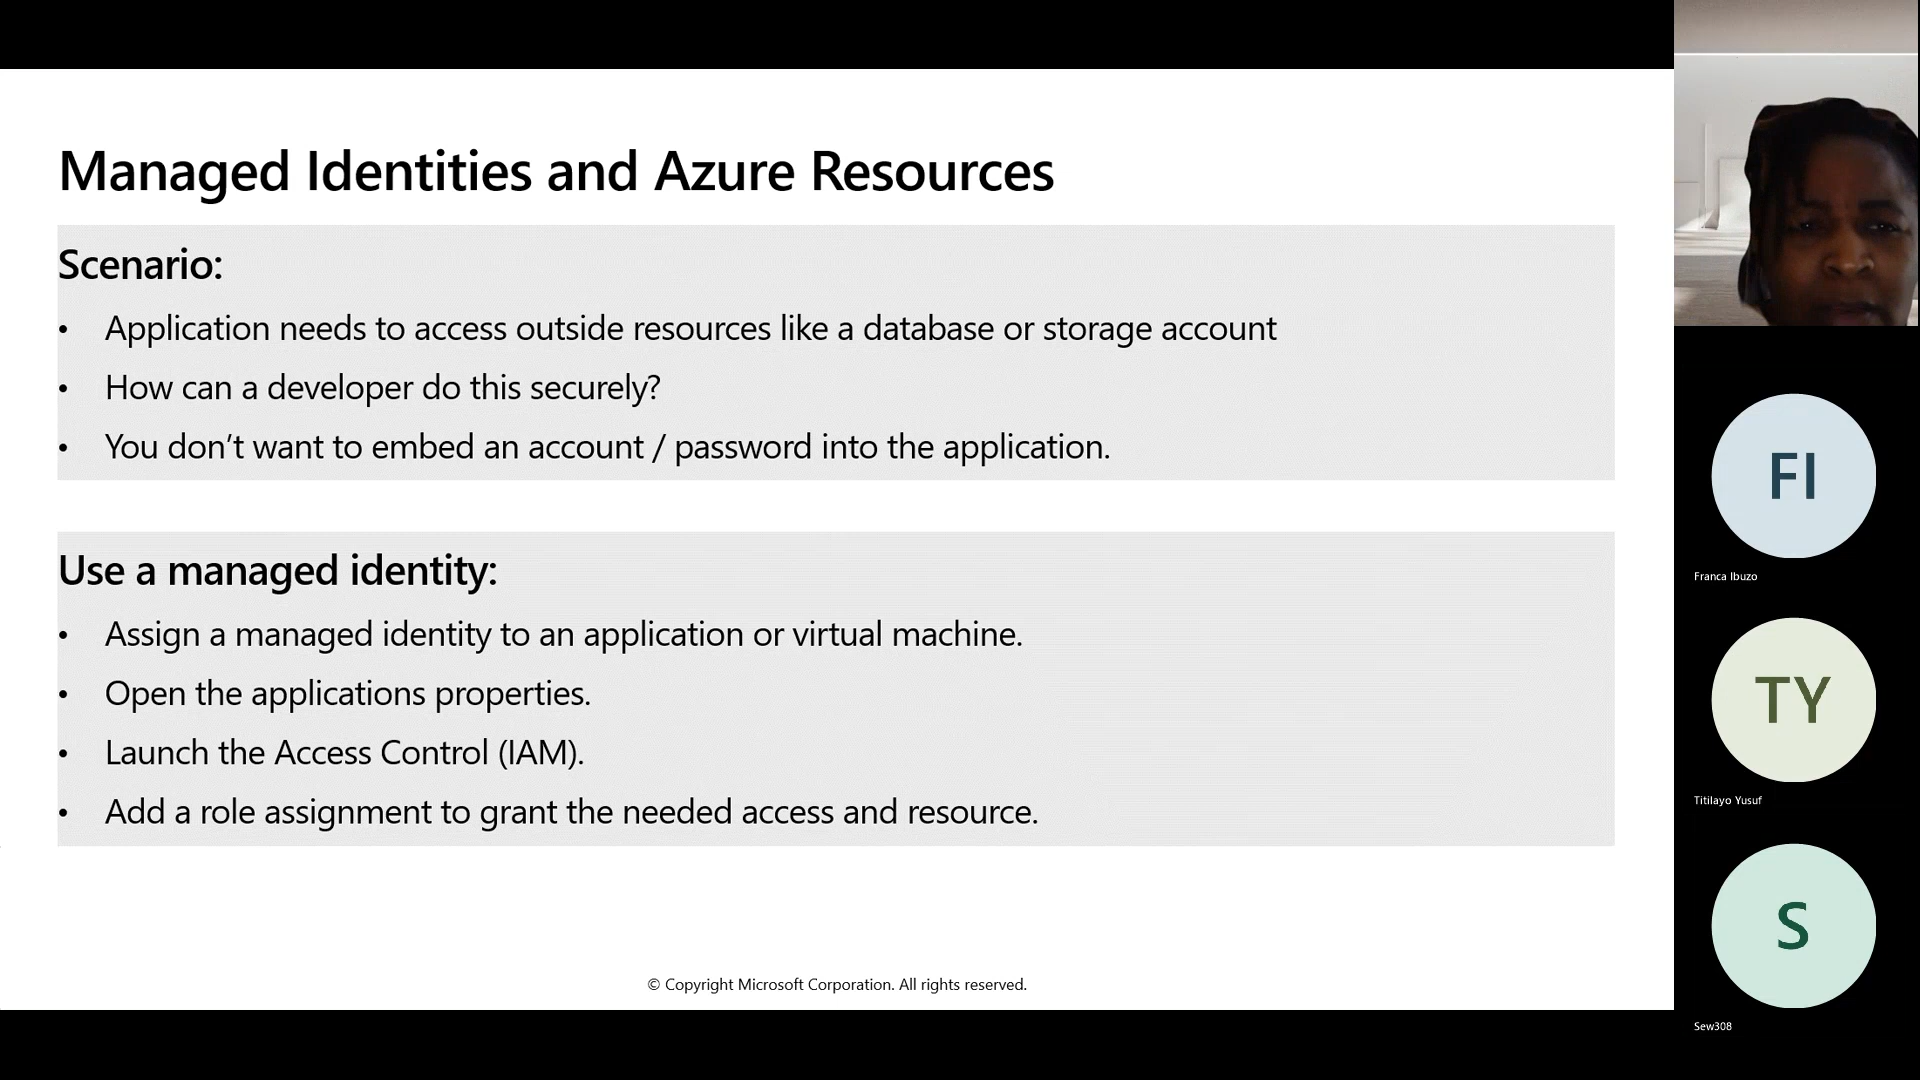 Managed Identities and Azure Resources
Scenario:
• Application needs to access outside resources like a database or storage account
• How can a developer do this securely?
• You don’t want to embed an account / password into the application.
Use a managed identity:
• Assign a managed identity to an application or virtual machine.
• Open the applications properties.
• Launch the Access Control (IAM).
• Add a role assignment to grant the needed access and resource.
© Copyright Microsoft Corporation. All rights reserved.
FI
Franca Ibuzo
TY
Titilayo Yusuf
S
Sew308